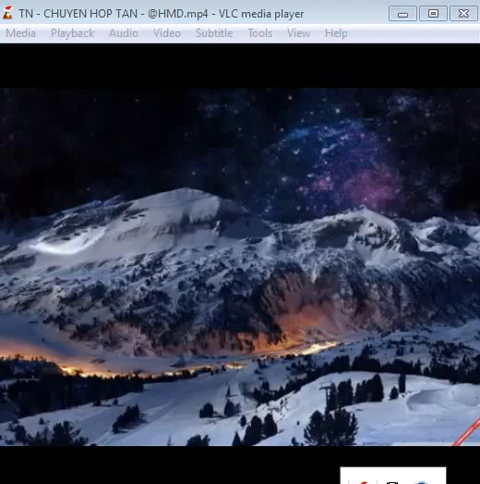 TN - CHUYEN HOP TAN - @HMD.mp4 - VLC media player
Media Playback Audio Video Subtitle Tools View Help